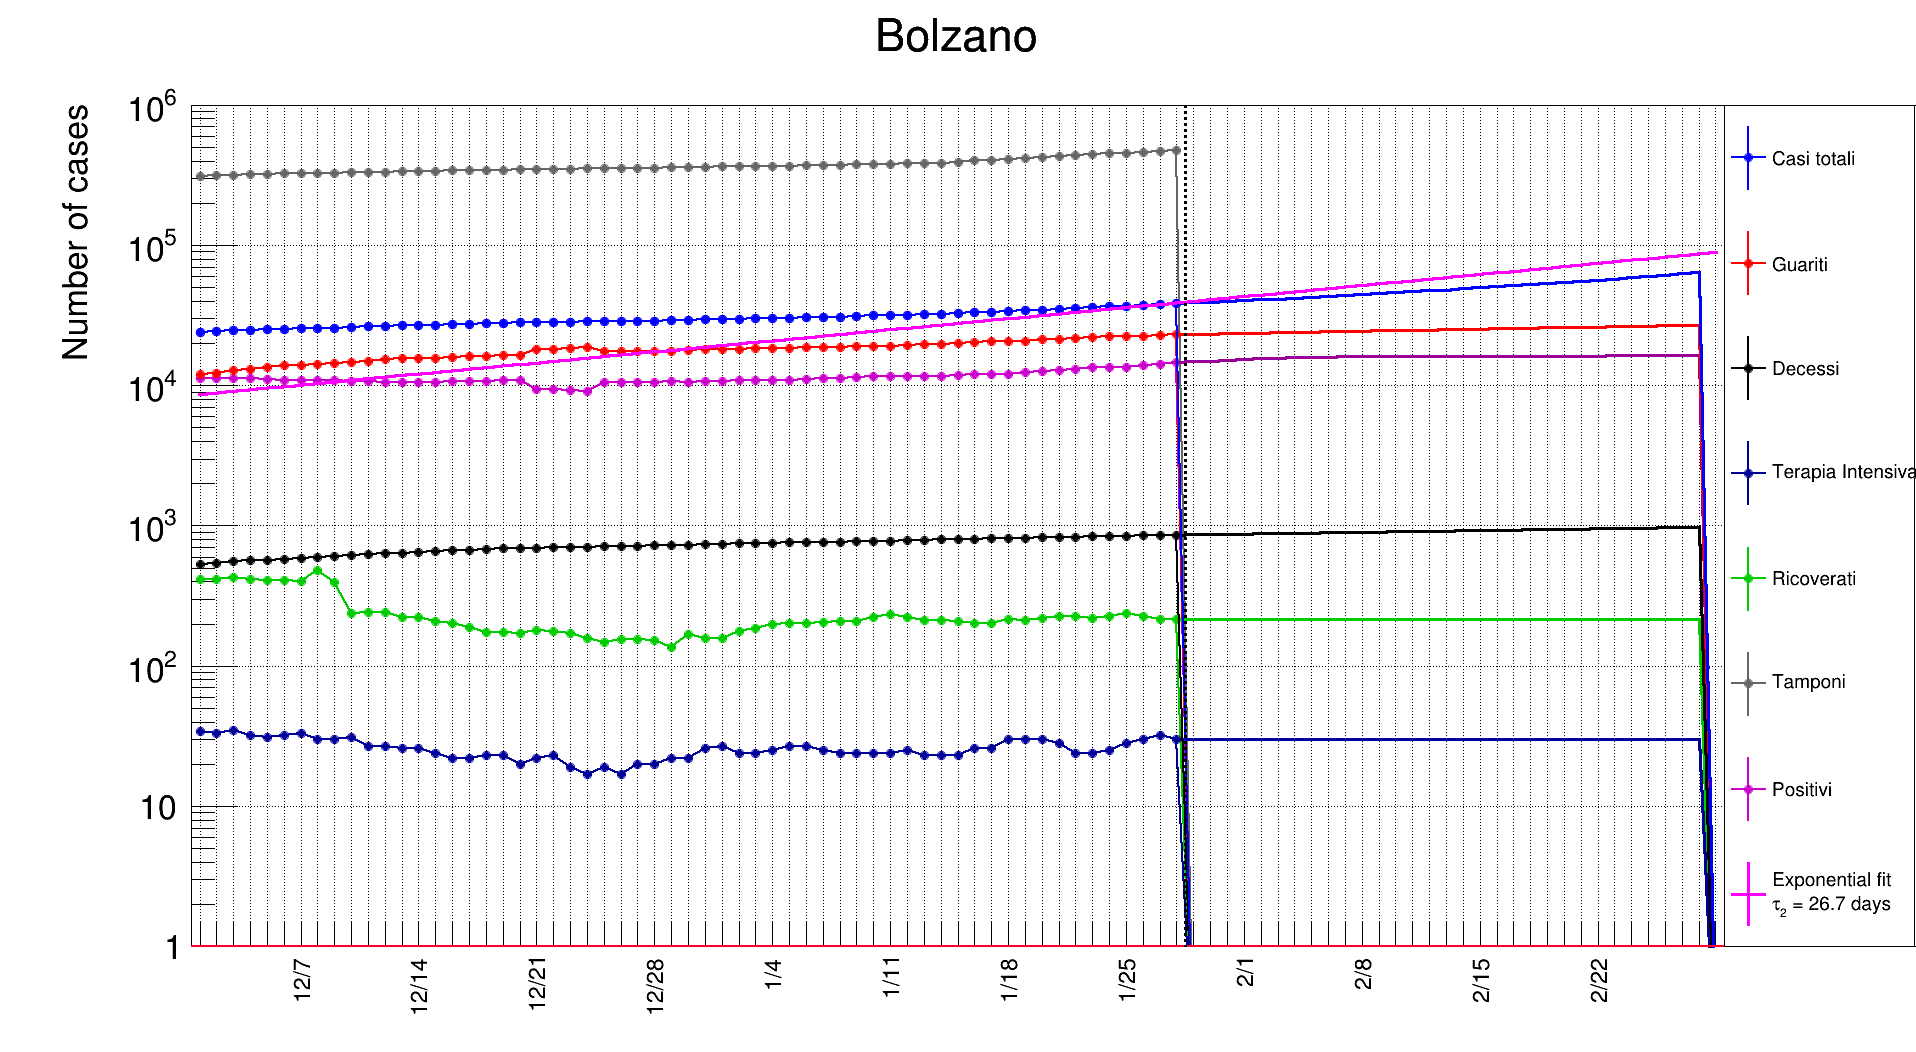 Bolzano
Number of cases
10^6
10^5
10^4
10^3
10^2
10
1
12/7
12/14
12/21
12/28
1/4
1/11
1/18
1/25
2/1
2/8
2/15
2/22
Casi totali
Guariti
Decessi
Terapia Intensiva
Ricoverati
Tamponi
Positivi
Exponential fit
τ_2 = 26.7 days